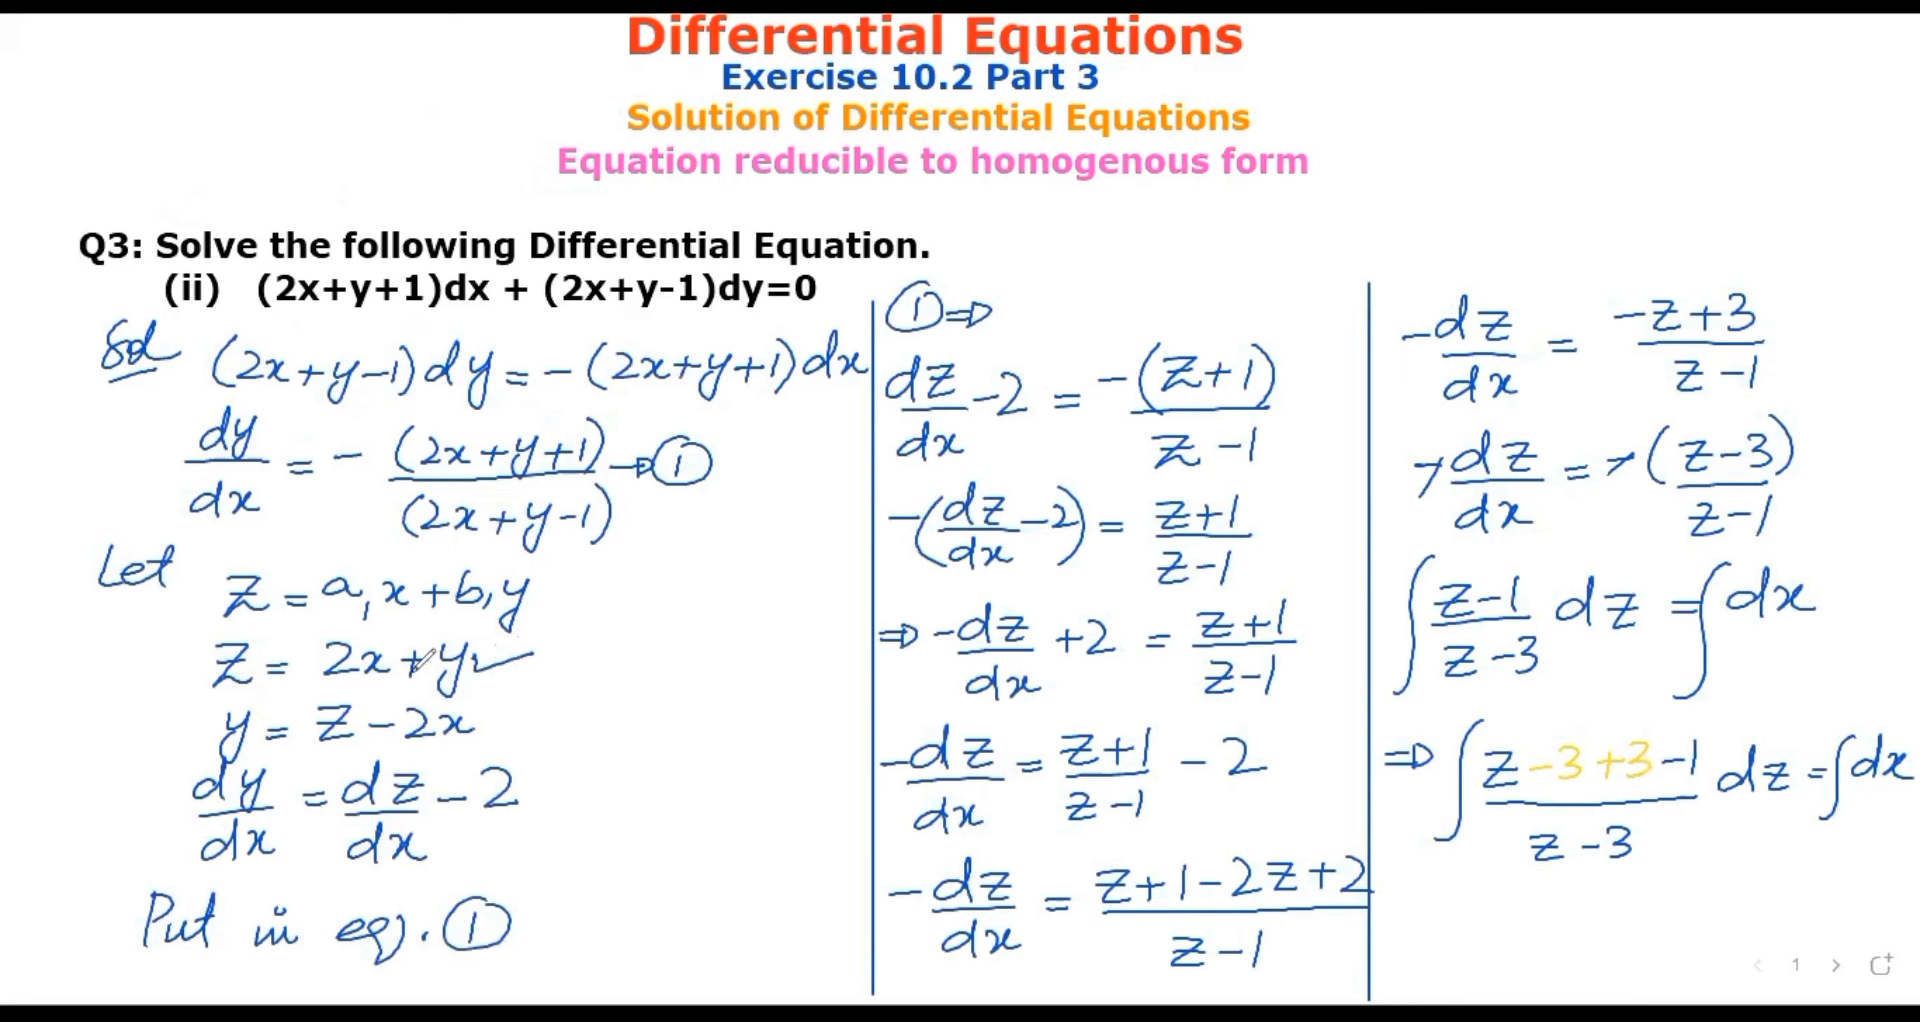 Differential Equations
Exercise 10.2 Part 3
Solution of Differential Equations
Equation reducible to homogenous form
Q3: Solve the following Differential Equation.
(ii) (2x+y+1)dx + (2x+y-1)dy=0
Sol (2x+y-1)dy = -(2x+y+1)dx
dy/dx = - (2x+y+1)/(2x+y-1) → ①
Let
z = a₁x + b₁y
z = 2x+y ✓
y = z - 2x
dy/dx = dz/dx - 2
Put in eq. ①
① ⇒
dz/dx - 2 = -(z+1)/z-1
-(dz/dx - 2) = z+1/z-1
⇒ -dz/dx + 2 = z+1/z-1
-dz/dx = z+1/z-1 - 2
-dz/dx = z+1-2z+2/z-1
-dz/dx = -z+3/z-1
-dz/dx = -(z-3)/z-1
∫ z-1/z-3 dz = ∫ dx
⇒ ∫ z-3+3-1/z-3 dz = ∫ dx
1